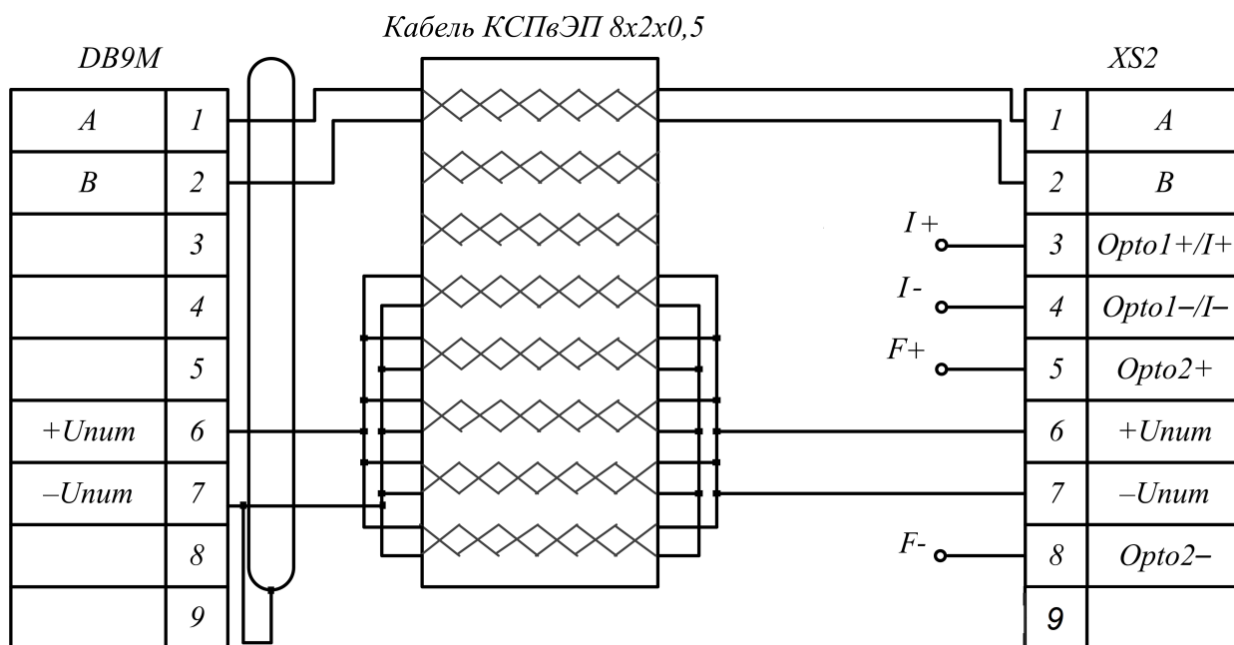 Кабель КСПвЭП 8х2х0,5
DB9M
A 1
B 2
3
4
5
+Uпит 6
–Uпит 7
8
9
XS2
1 A
2 B
I+ 3 Opto1+/I+
I- 4 Opto1–/I–
F+ 5 Opto2+
6 +Uпит
7 –Uпит
F- 8 Opto2–
9